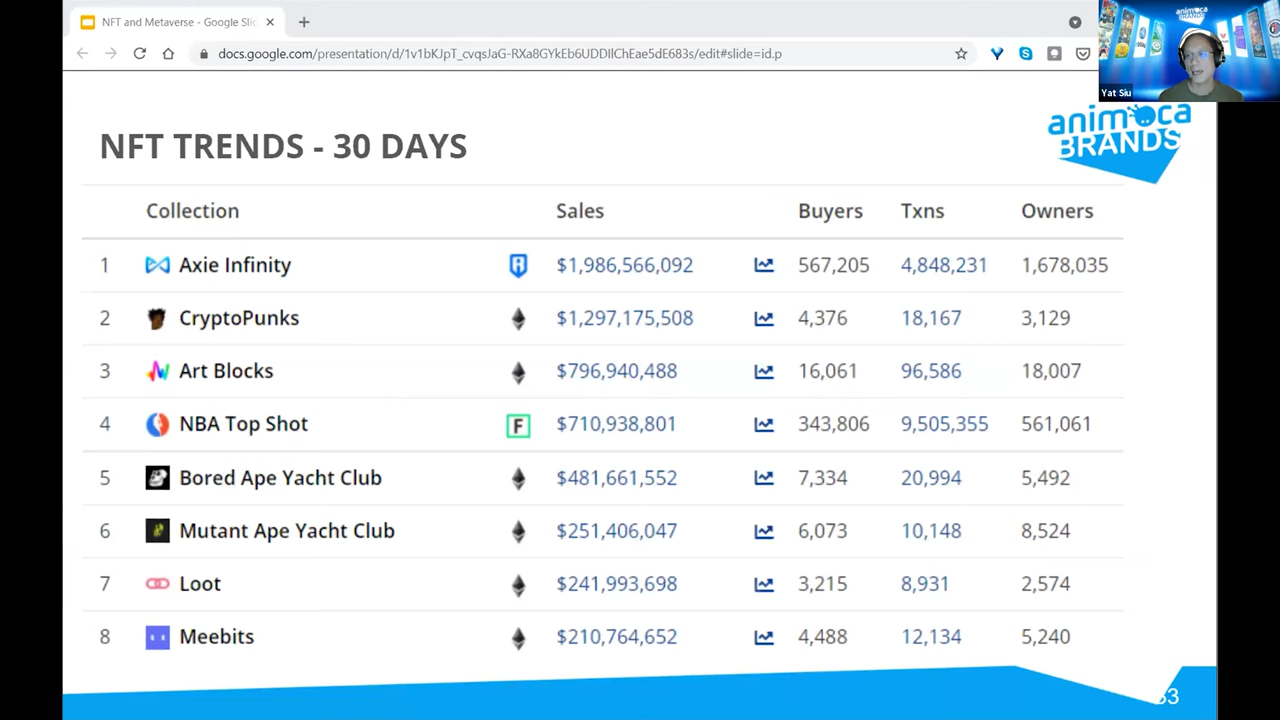 NFT and Metaverse - Google Slid
docs.google.com/presentation/d/1v1bKJpT_cvqsJaG-RXa8GYkEb6UDDIlChEae5dE683s/edit#slide=id.p
animoca
BRANDS
Yat Siu
NFT TRENDS - 30 DAYS
animoca
BRANDS
Collection Sales Buyers Txns Owners
1 Axie Infinity $1,986,566,092 567,205 4,848,231 1,678,035
2 CryptoPunks $1,297,175,508 4,376 18,167 3,129
3 Art Blocks $796,940,488 16,061 96,586 18,007
4 NBA Top Shot F $710,938,801 343,806 9,505,355 561,061
5 Bored Ape Yacht Club $481,661,552 7,334 20,994 5,492
6 Mutant Ape Yacht Club $251,406,047 6,073 10,148 8,524
7 Loot $241,993,698 3,215 8,931 2,574
8 Meebits $210,764,652 4,488 12,134 5,240